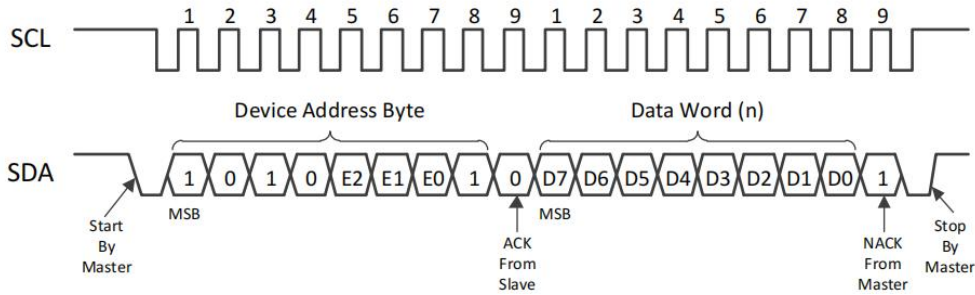 1 2 3 4 5 6 7 8 9 1 2 3 4 5 6 7 8 9
SCL
Device Address Byte Data Word (n)
SDA 1 0 1 0 E2 E1 E0 1 0 D7 D6 D5 D4 D3 D2 D1 D0 1
MSB MSB
Start
By
Master
ACK
From
Slave
NACK
From
Master
Stop
By
Master